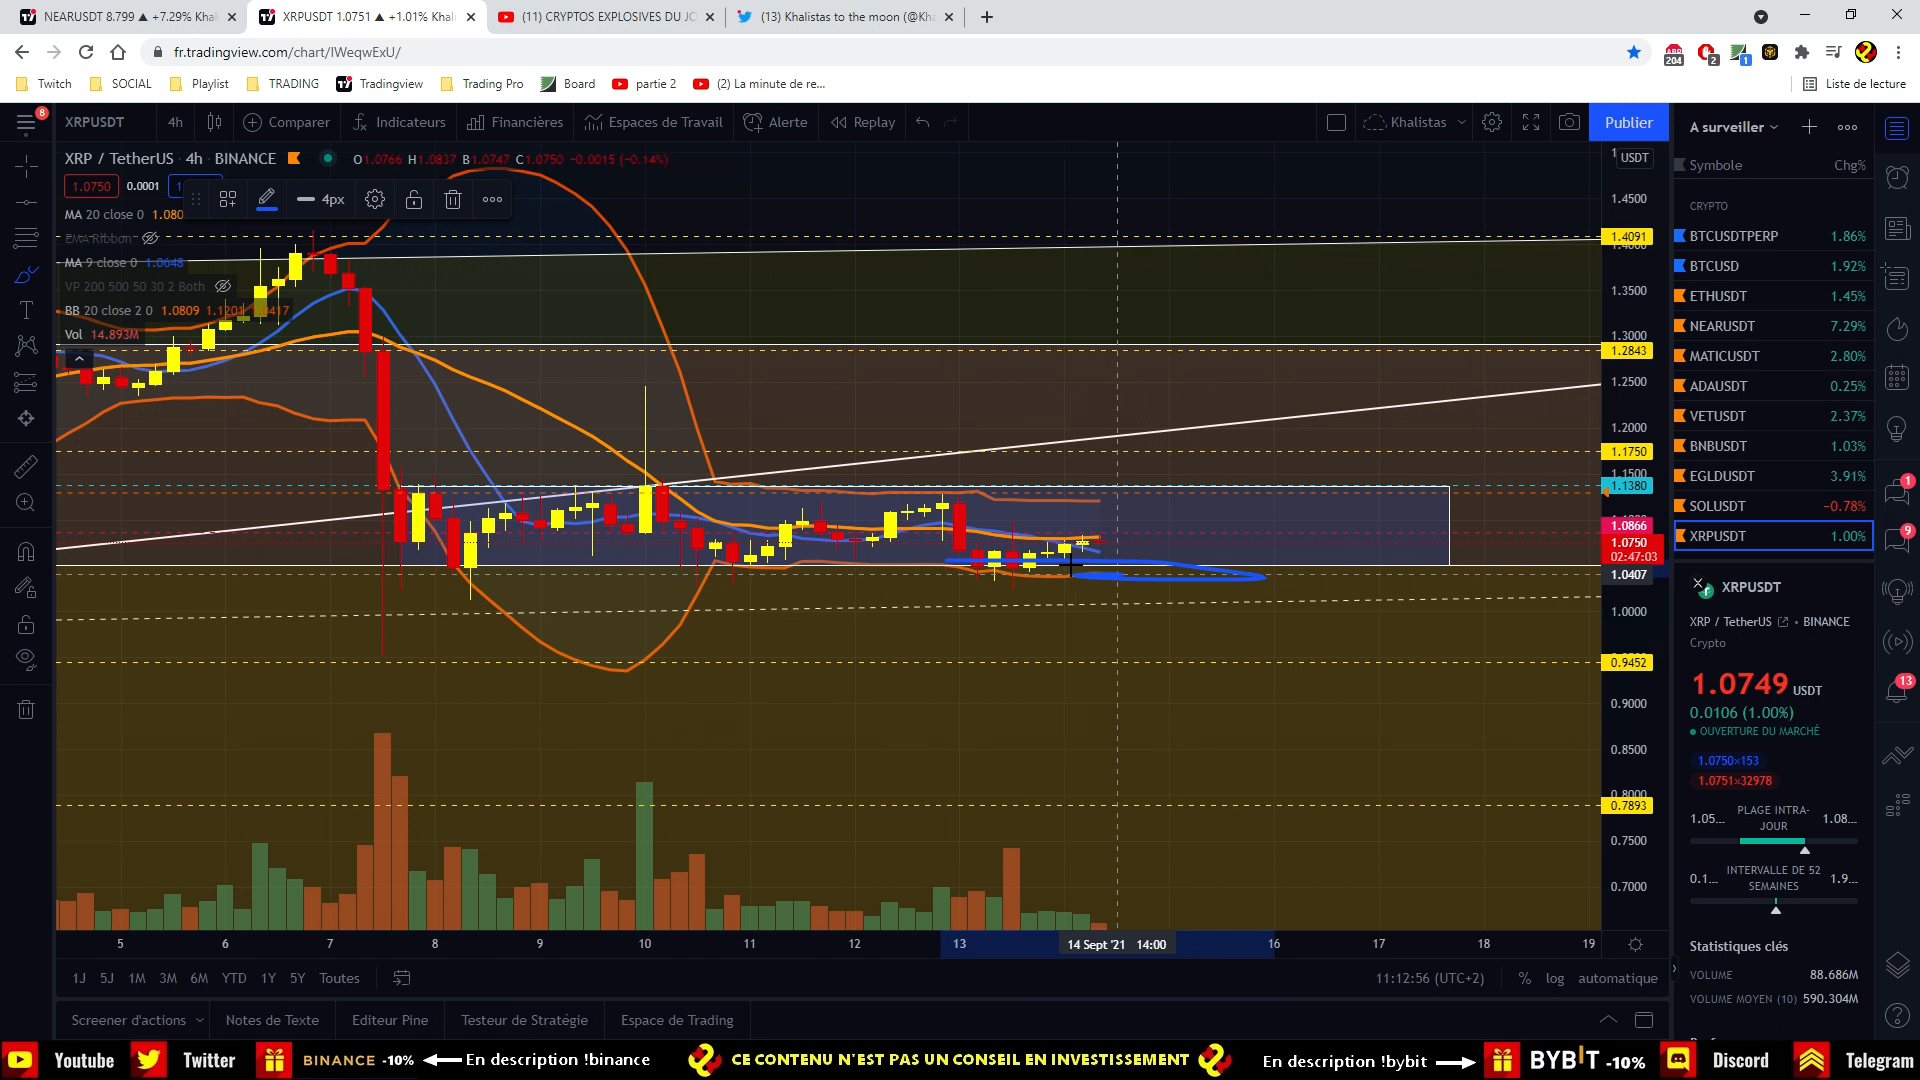 NEARUSDT 8.799 ▲ +7.29% Khali
XRPUSDT 1.0751 ▲ +1.01% Khali
(11) CRYPTOS EXPLOSIVES DU JO
(13) Khalistas to the moon (@Kha
fr.tradingview.com/chart/IWeqwExU/
204
2
1
Twitch
SOCIAL
Playlist
TRADING
Tradingview
Trading Pro
Board
partie 2
(2) La minute de re...
Liste de lecture
8
XRPUSDT
4h
Comparer
Indicateurs
Financières
Espaces de Travail
Alerte
Replay
Khalistas
Publier
A surveiller
XRP / TetherUS · 4h · BINANCE
O1.0766 H1.0837 B1.0747 C1.0750 -0.0015 (-0.14%)
1.0750
0.0001
4px
MA 20 close 0 1.080
EMA Ribbon
MA 9 close 0 1.0648
VP 200 500 50 30 2 Both
BB 20 close 2 0 1.0809 1.1201 1.0417
Vol 14.893M
USDT
1.4500
1.4091
1.3500
1.3000
1.2843
1.2500
1.2000
1.1750
1.1500
1.1380
1.0866
1.0750
02:47:03
1.0407
1.0000
0.9452
0.9000
0.8500
0.8000
0.7893
0.7500
0.7000
5
6
7
8
9
10
11
12
13
14 Sept '21 14:00
16
17
18
19
1J
5J
1M
3M
6M
YTD
1Y
5Y
Toutes
11:12:56 (UTC+2)
%
log
automatique
Screener d'actions
Notes de Texte
Editeur Pine
Testeur de Stratégie
Espace de Trading
Symbole Chg%
CRYPTO
BTCUSDTPERP 1.86%
BTCUSD 1.92%
ETHUSDT 1.45%
NEARUSDT 7.29%
MATICUSDT 2.80%
ADAUSDT 0.25%
VETUSDT 2.37%
BNBUSDT 1.03%
EGLDUSDT 3.91%
SOLUSDT -0.78%
XRPUSDT 1.00%
XRPUSDT
XRP / TetherUS • BINANCE
Crypto
1.0749 USDT
0.0106 (1.00%)
OUVERTURE DU MARCHÉ
1.0750×153
1.0751×32978
1.05... PLAGE INTRA-JOUR 1.08...
0.1... INTERVALLE DE 52 SEMAINES 1.9...
Statistiques clés
VOLUME 88.686M
VOLUME MOYEN (10) 590.304M
1
9
13
Youtube
Twitter
BINANCE -10%
En description !binance
CE CONTENU N'EST PAS UN CONSEIL EN INVESTISSEMENT
En description !bybit
BYBIT -10%
Discord
Telegram